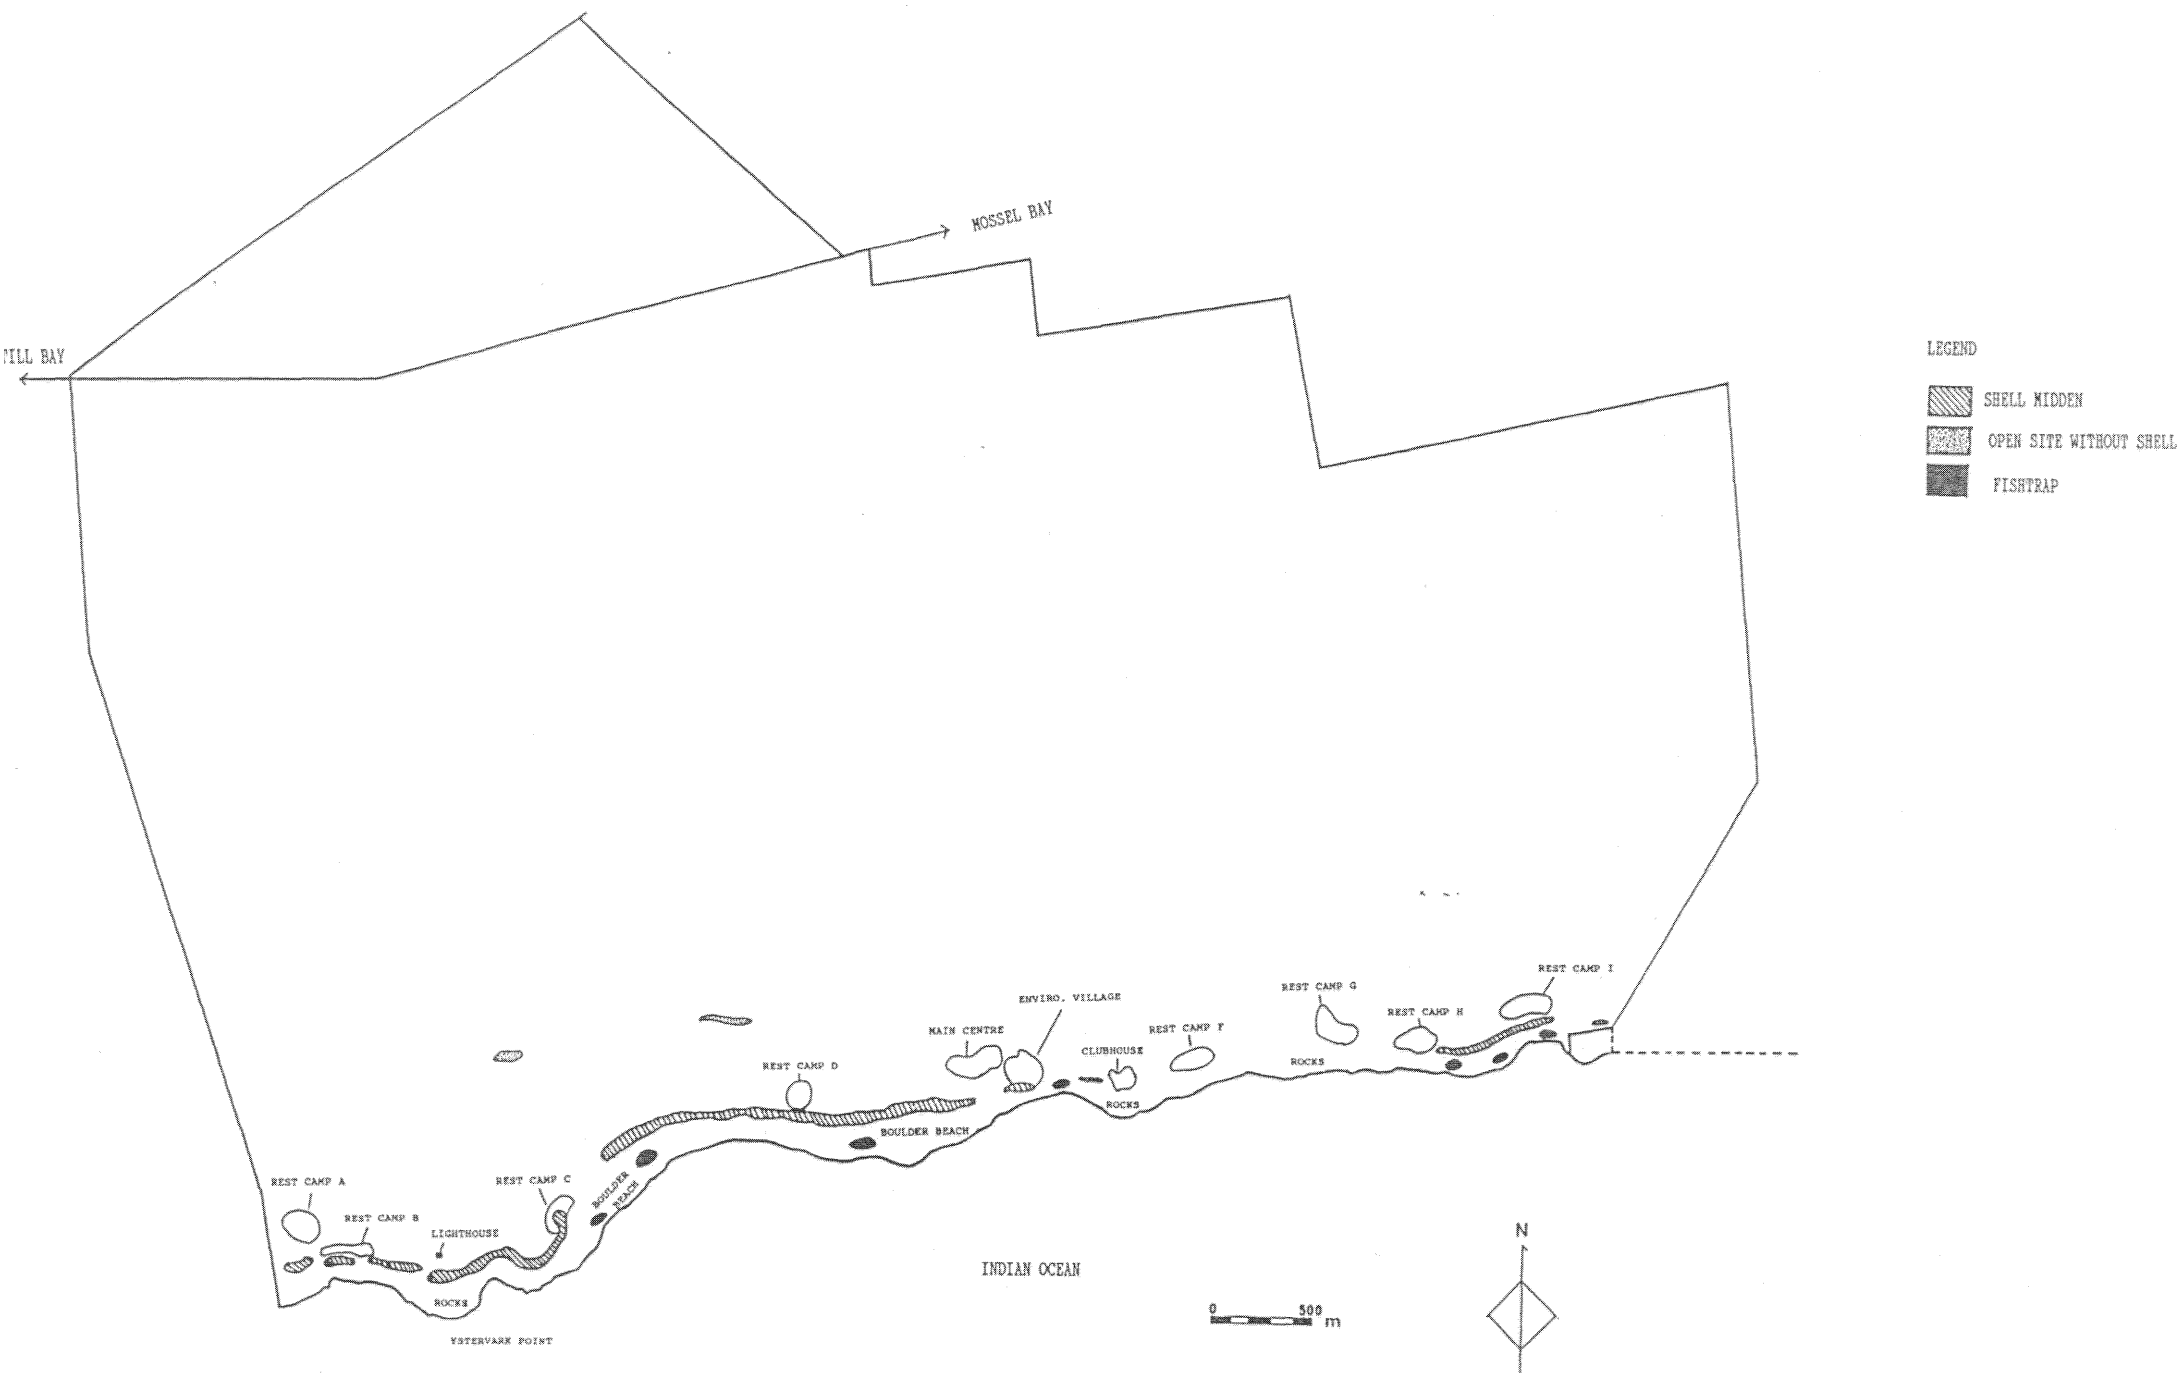 MOSSEL BAY
TILL BAY
LEGEND
SHELL MIDDEN
OPEN SITE WITHOUT SHELL
FISHTRAP
REST CAMP I
REST CAMP G
ENVIRO. VILLAGE
REST CAMP H
MAIN CENTRE
REST CAMP F
CLUBHOUSE
ROCKS
REST CAMP D
ROCKS
BOULDER BEACH
REST CAMP C
BOULDER
BEACH
REST CAMP A
REST CAMP B
LIGHTHOUSE
N
INDIAN OCEAN
ROCKS
0 500
m
YSTERVARK POINT